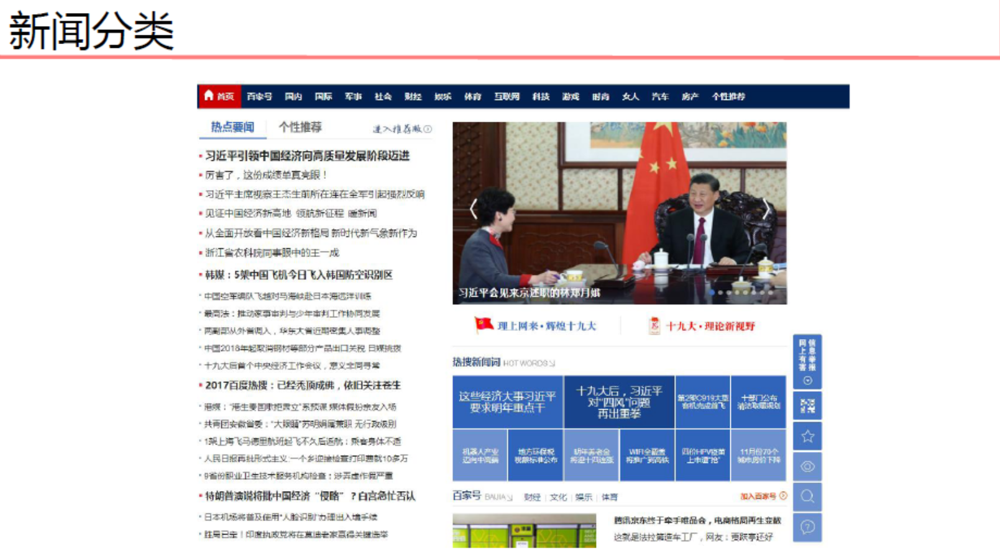 新闻分类
首页 百家号 国内 国际 军事 社会 财经 娱乐 体育 互联网 科技 游戏 时尚 女人 汽车 房产 个性推荐
热点要闻 个性推荐 进入推荐版
习近平引领中国经济向高质量发展阶段迈进
厉害了，这份成绩单真亮眼！
习近平主席视察王杰生前所在连在全军引起强烈反响
见证中国经济新高地 领航新征程 暖新闻
从全面开放看中国经济新格局 新时代新气象新作为
浙江省农科院同事眼中的王一成
韩媒：5架中国飞机今日飞入韩国防空识别区
中国空军编队飞越对马海峡赴日本海远洋训练
最高法：推动家事审判与少年审判工作协同发展
两副部从外省调入，华东大省近期密集人事调整
中国2018年起取消钢材等部分产品出口关税 日媒挑拨
十九大后首个中央经济工作会议，意义非同寻常
2017百度热搜：已经秃顶成佛，依旧关注苍生
港媒："港生奏国歌拒肃立"系预谋 媒体假扮亲友入场
共青团安徽省委："大眼睛"苏明娟属兼职 无行政级别
1架上海飞马德里航班起飞不久后返航：乘客身体不适
人民日报再批形式主义:一个乡迎接检查打印费就10多万
9省份职业卫生技术服务机构检查：涉弄虚作假严重
特朗普演说将批中国经济"侵略"？白宫急忙否认
日本机场将普及使用"人脸识别"办理出入境手续
胜局已定！印度执政党将在莫迪老家赢得关键选举
习近平会见来京述职的林郑月娥
理上网来·辉煌十九大
十九大·理论新视野
热搜新闻词 HOT WORDS
这些经济大事习近平
要求明年重点干
十九大后，习近平
对"四风"问题
再出重拳
第2架C919大型
客机完成首飞
十部门公布
清洁取暖规划
机器人产业
迈向中高端
地方环保税
税额标准公布
明年养老金
将迎十四连涨
WIFI全覆盖
将推广到高铁
四价HPV疫苗
上市遭"抢"
11月份70个
城市房价下降
百家号 BAIJIA 财经 | 文化 | 娱乐 | 体育 加入百家号
腾讯京东终于牵手唯品会，电商格局再生变故
这就是法拉第造车工厂，网友：更跃亭还好
网上有害
信息举报